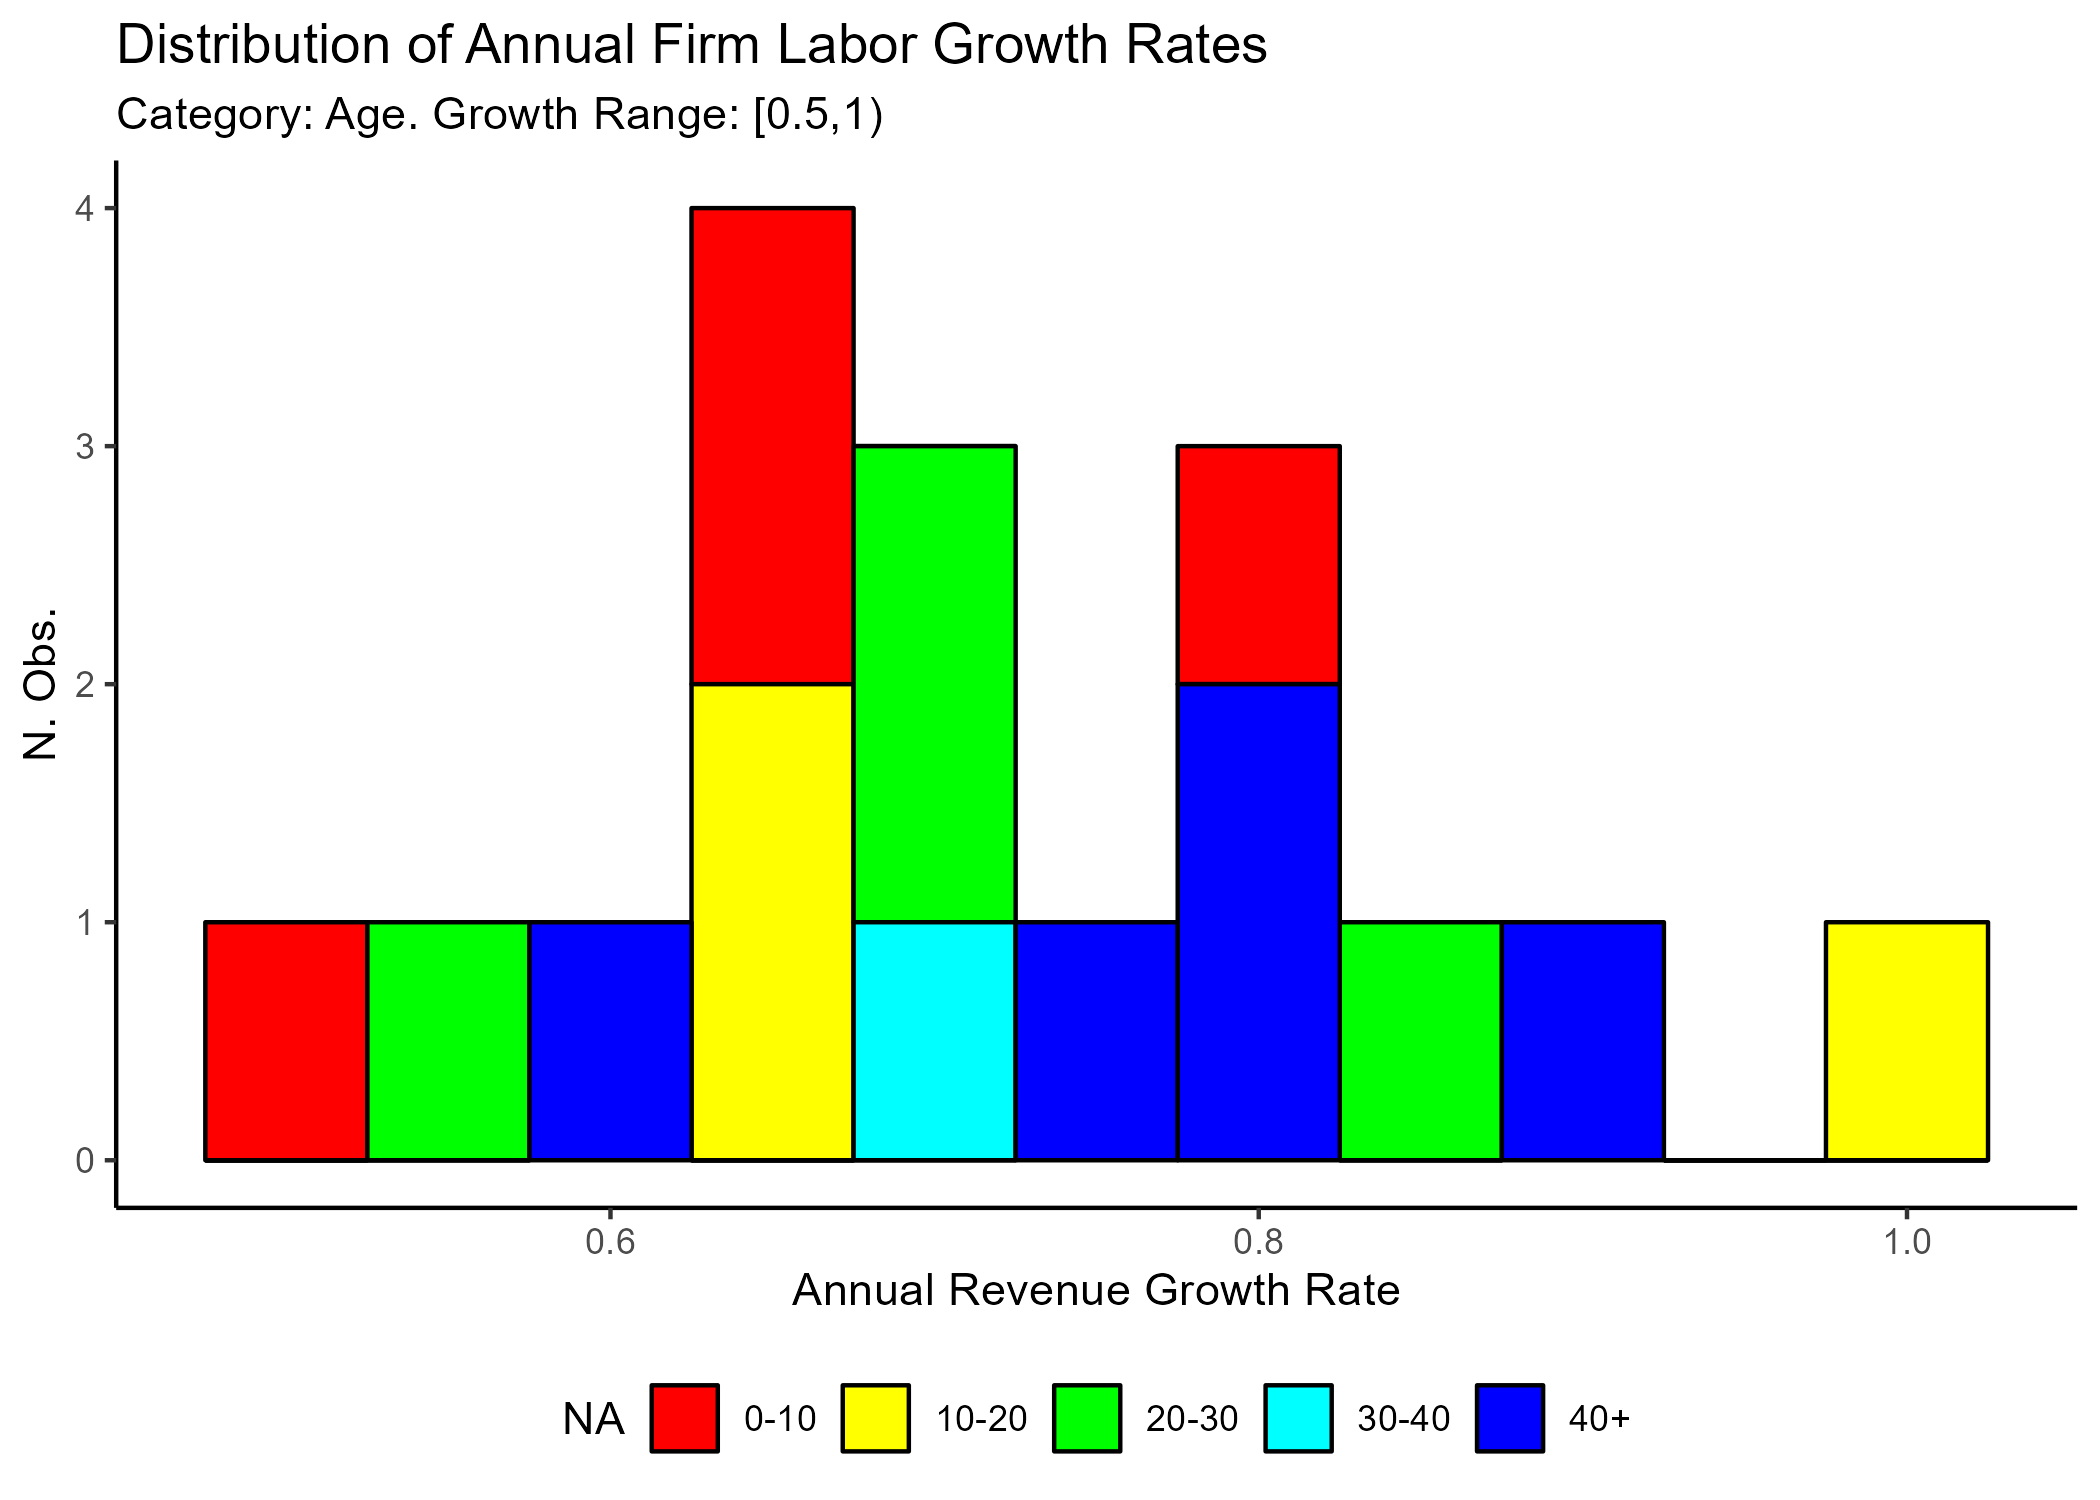 Distribution of Annual Firm Labor Growth Rates
Category: Age. Growth Range: [0.5,1)
N. Obs.
4
3
2
1
0
0.6 0.8 1.0
Annual Revenue Growth Rate
NA 0-10 10-20 20-30 30-40 40+